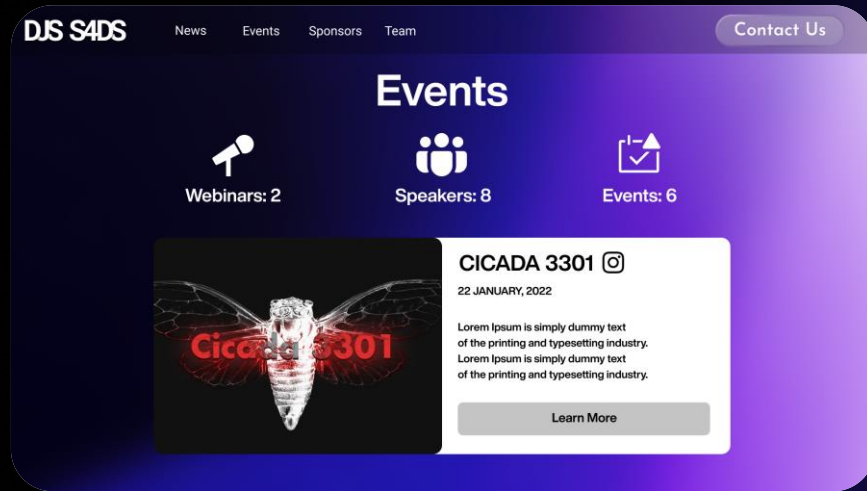 DJS S4DS
News
Events
Sponsors
Team
Contact Us
Events
Webinars: 2
Speakers: 8
Events: 6
Cicada 3301
CICADA 3301
22 JANUARY, 2022
Lorem Ipsum is simply dummy text
of the printing and typesetting industry.
Lorem Ipsum is simply dummy text
of the printing and typesetting industry.
Learn More